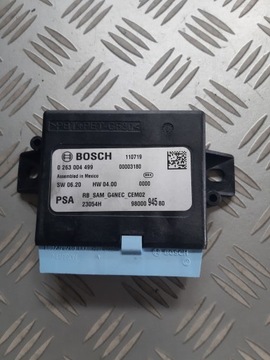 BOSCH 110719
0 263 004 499 00003180
Assembled in Mexico
SW 06.20 HW 04.00 0000
RB SAM G4NEC CEM02
PSA 23054H 98000 945 80